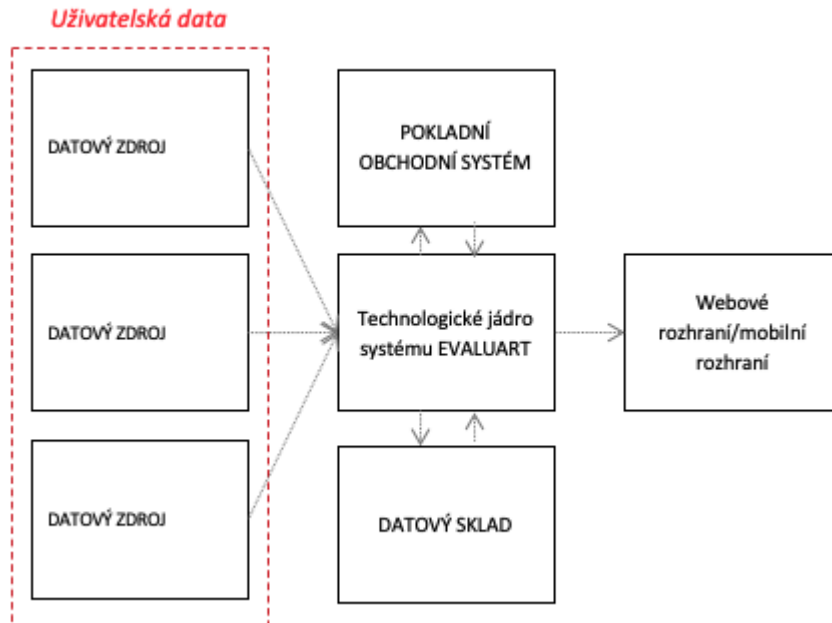 Uživatelská data
DATOVÝ ZDROJ
POKLADNÍ
OBCHODNÍ SYSTÉM
DATOVÝ ZDROJ
Technologické jádro
systému EVALUART
Webové
rozhraní/mobilní
rozhraní
DATOVÝ ZDROJ
DATOVÝ SKLAD